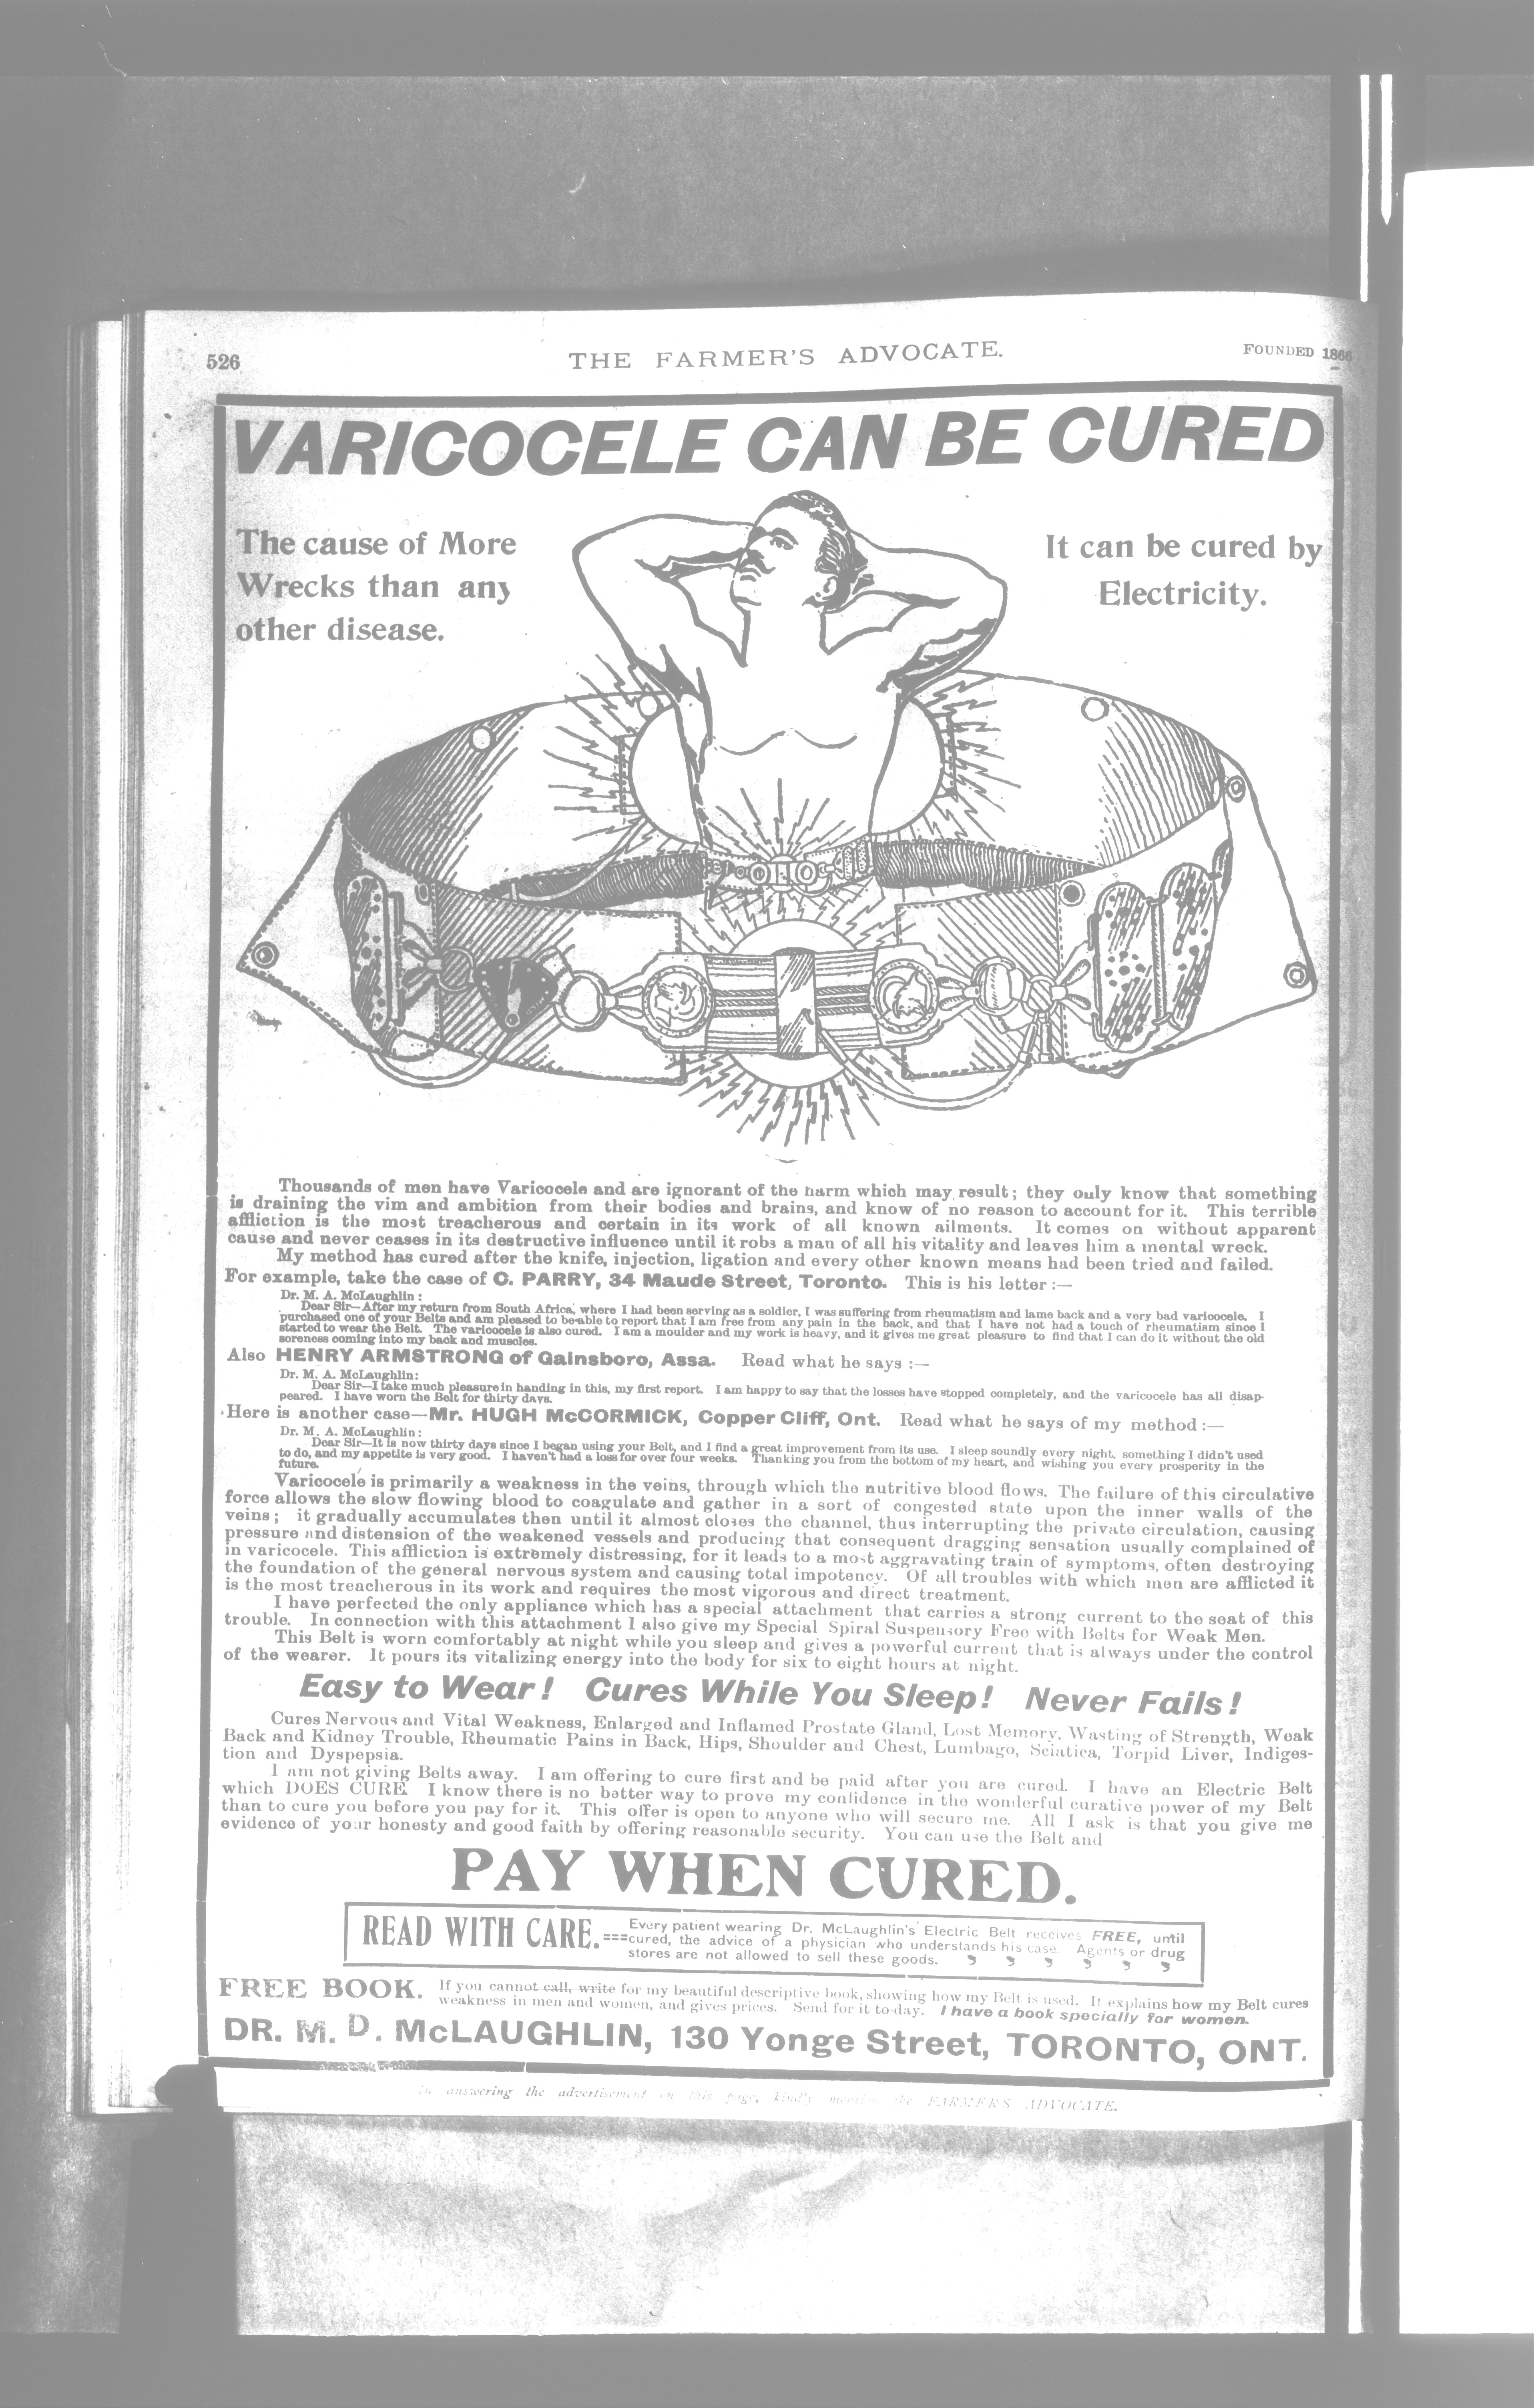 526
THE FARMER'S ADVOCATE.
FOUNDED 1866
VARICOCELE CAN BE CURED
The cause of More
Wrecks than any
other disease.
It can be cured by
Electricity.
Thousands of men have Varicocele and are ignorant of the harm which may result; they only know that something
is draining the vim and ambition from their bodies and brains, and know of no reason to account for it. This terrible
affliction is the most treacherous and certain in its work of all known ailments. It comes on without apparent
cause and never ceases in its destructive influence until it robs a man of all his vitality and leaves him a mental wreck.
My method has cured after the knife, injection, ligation and every other known means had been tried and failed.
For example, take the case of C. PARRY, 34 Maude Street, Toronto. This is his letter :—
Dr. M. A. McLaughlin :
Dear Sir—After my return from South Africa, where I had been serving as a soldier, I was suffering from rheumatism and lame back and a very bad varicocele. I
purchased one of your Belts and am pleased to be able to report that I am free from any pain in the back, and that I have not had a touch of rheumatism since I
started to wear the Belt. The varicocele is also cured. I am a moulder and my work is heavy, and it gives me great pleasure to find that I can do it without the old
soreness coming into my back and muscles.
Also HENRY ARMSTRONG of Gainsboro, Assa. Read what he says :—
Dr. M. A. McLaughlin:
Dear Sir—I take much pleasure in handing in this, my first report. I am happy to say that the losses have stopped completely, and the varicocele has all disap-
peared. I have worn the Belt for thirty days.
Here is another case—Mr. HUGH McCORMICK, Copper Cliff, Ont. Read what he says of my method :—
Dr. M. A. McLaughlin :
Dear Sir—It is now thirty days since I began using your Belt, and I find a great improvement from its use. I sleep soundly every night, something I didn't used
to do, and my appetite is very good. I haven't had a loss for over four weeks. Thanking you from the bottom of my heart, and wishing you every prosperity in the
future.
Varicocele is primarily a weakness in the veins, through which the nutritive blood flows. The failure of this circulative
force allows the slow flowing blood to coagulate and gather in a sort of congested state upon the inner walls of the
veins ; it gradually accumulates then until it almost closes the channel, thus interrupting the private circulation, causing
pressure and distension of the weakened vessels and producing that consequent dragging sensation usually complained of
in varicocele. This affliction is extremely distressing, for it leads to a most aggravating train of symptoms, often destroying
the foundation of the general nervous system and causing total impotency. Of all troubles with which men are afflicted it
is the most treacherous in its work and requires the most vigorous and direct treatment.
I have perfected the only appliance which has a special attachment that carries a strong current to the seat of this
trouble. In connection with this attachment I also give my Special Spiral Suspensory Free with Belts for Weak Men.
This Belt is worn comfortably at night while you sleep and gives a powerful current that is always under the control
of the wearer. It pours its vitalizing energy into the body for six to eight hours at night.
Easy to Wear! Cures While You Sleep! Never Fails!
Cures Nervous and Vital Weakness, Enlarged and Inflamed Prostate Gland, Lost Memory, Wasting of Strength, Weak
Back and Kidney Trouble, Rheumatic Pains in Back, Hips, Shoulder and Chest, Lumbago, Sciatica, Torpid Liver, Indiges-
tion and Dyspepsia.
I am not giving Belts away. I am offering to cure first and be paid after you are cured. I have an Electric Belt
which DOES CURE. I know there is no better way to prove my confidence in the wonderful curative power of my Belt
than to cure you before you pay for it. This offer is open to anyone who will secure me. All I ask is that you give me
evidence of your honesty and good faith by offering reasonable security. You can use the Belt and
PAY WHEN CURED.
READ WITH CARE.
Every patient wearing Dr. McLaughlin's Electric Belt receives FREE, until
cured, the advice of a physician who understands his case. Agents or drug
stores are not allowed to sell these goods.
FREE BOOK. If you cannot call, write for my beautiful descriptive book, showing how my Belt is used. It explains how my Belt cures
weakness in men and women, and gives prices. Send for it to-day. I have a book specially for women.
DR. M. D. McLAUGHLIN, 130 Yonge Street, TORONTO, ONT.
In answering the advertisement on this page, kindly mention the FARMER'S ADVOCATE.